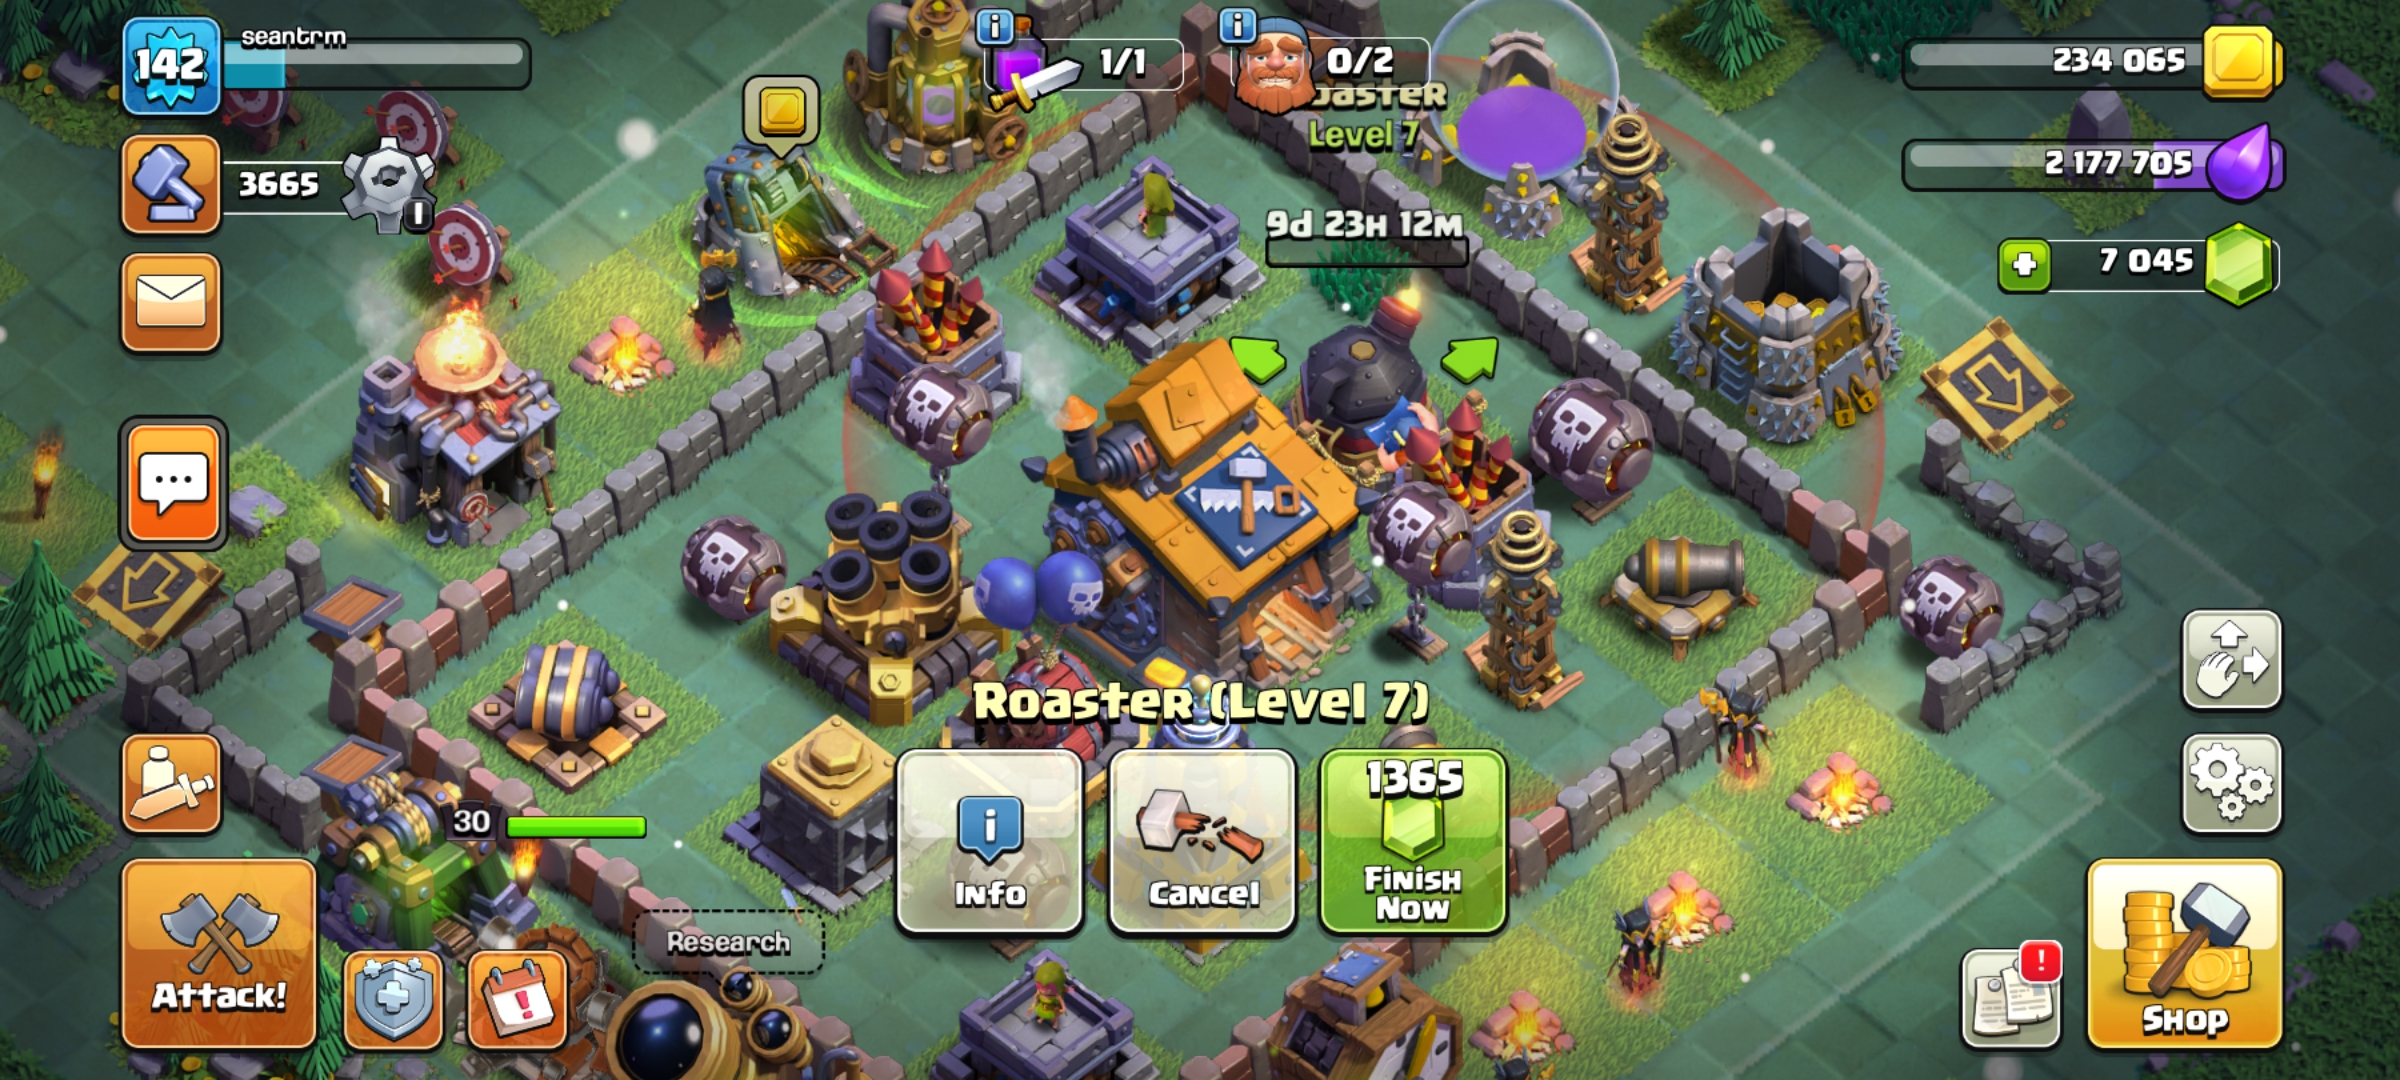 142
seantrm
1/1
0/2
234 065
Level 7
3665
2 177 705
9d 23H 12M
7 045
Roaster (Level 7)
1365
30
Info
Cancel
Finish
Now
Research
Attack!
!
!
Shop